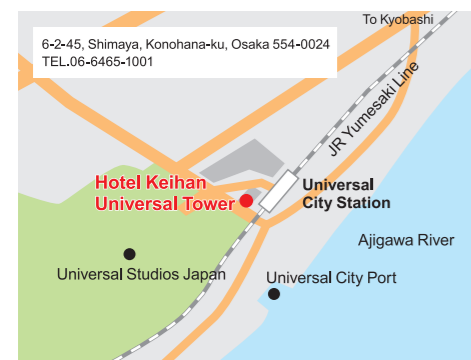 To Kyobashi
6-2-45, Shimaya, Konohana-ku, Osaka 554-0024
TEL.06-6465-1001
JR Yumesaki Line
Hotel Keihan
Universal Tower
Universal
City Station
Ajigawa River
Universal Studios Japan
Universal City Port